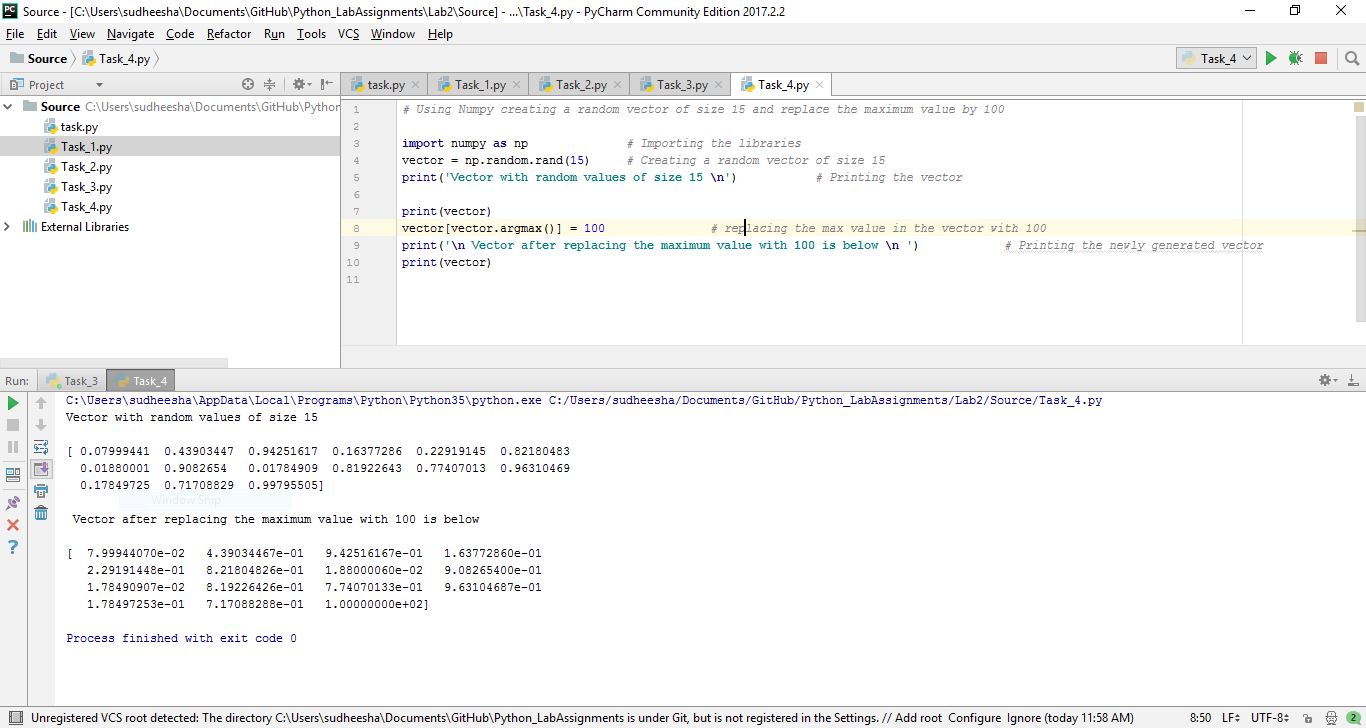 PC Source - [C:\Users\sudheesha\Documents\GitHub\Python_LabAssignments\Lab2\Source] - ...\Task_4.py - PyCharm Community Edition 2017.2.2
File Edit View Navigate Code Refactor Run Tools VCS Window Help
Source Task_4.py Task_4
Project task.py Task_1.py Task_2.py Task_3.py Task_4.py
Source C:\Users\sudheesha\Documents\GitHub\Python
task.py
Task_1.py
Task_2.py
Task_3.py
Task_4.py
External Libraries
1 # Using Numpy creating a random vector of size 15 and replace the maximum value by 100
2
3 import numpy as np # Importing the libraries
4 vector = np.random.rand(15) # Creating a random vector of size 15
5 print('Vector with random values of size 15 \n') # Printing the vector
6
7 print(vector)
8 vector[vector.argmax()] = 100 # replacing the max value in the vector with 100
9 print('\n Vector after replacing the maximum value with 100 is below \n ') # Printing the newly generated vector
10 print(vector)
11
Run: Task_3 Task_4
C:\Users\sudheesha\AppData\Local\Programs\Python\Python35\python.exe C:/Users/sudheesha/Documents/GitHub/Python_LabAssignments/Lab2/Source/Task_4.py
Vector with random values of size 15
[ 0.07999441 0.43903447 0.94251617 0.16377286 0.22919145 0.82180483
0.01880001 0.9082654 0.01784909 0.81922643 0.77407013 0.96310469
0.17849725 0.71708829 0.99795505]
Window Snip
Vector after replacing the maximum value with 100 is below
[ 7.99944070e-02 4.39034467e-01 9.42516167e-01 1.63772860e-01
2.29191448e-01 8.21804826e-01 1.88000060e-02 9.08265400e-01
1.78490907e-02 8.19226426e-01 7.74070133e-01 9.63104687e-01
1.78497253e-01 7.17088288e-01 1.00000000e+02]
Process finished with exit code 0
Unregistered VCS root detected: The directory C:\Users\sudheesha\Documents\GitHub\Python_LabAssignments is under Git, but is not registered in the Settings. // Add root Configure Ignore (today 11:58 AM) 8:50 LF UTF-8 2